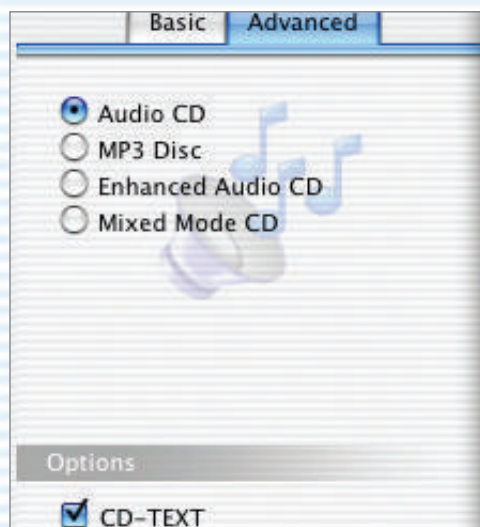 Basic Advanced
Audio CD
MP3 Disc
Enhanced Audio CD
Mixed Mode CD
Options
CD-TEXT